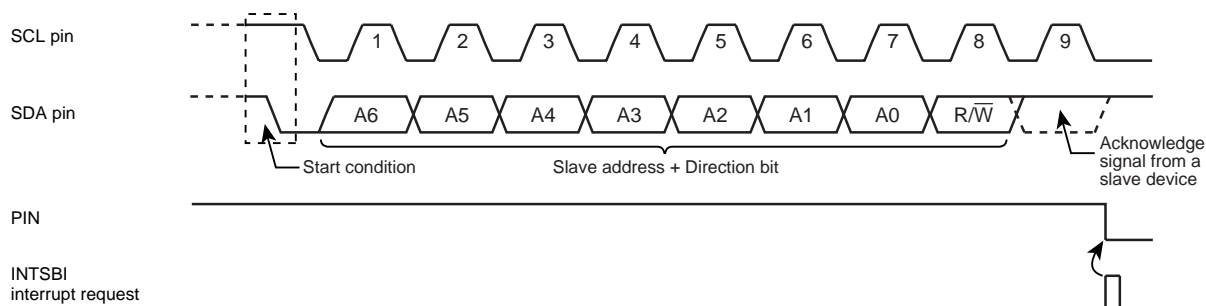 SCL pin
1 2 3 4 5 6 7 8 9
SDA pin
A6 A5 A4 A3 A2 A1 A0 R/W̅
Start condition
Slave address + Direction bit
Acknowledge
signal from a
slave device
PIN
INTSBI
interrupt request